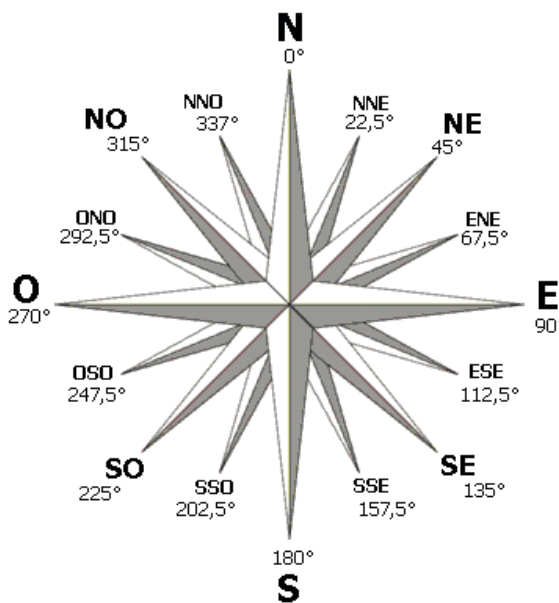 N
0°
NNO
337°
NNE
22,5°
NO
315°
NE
45°
ONO
292,5°
ENE
67,5°
O
270°
E
90
OSO
247,5°
ESE
112,5°
SO
225°
SE
135°
SSO
202,5°
SSE
157,5°
180°
S